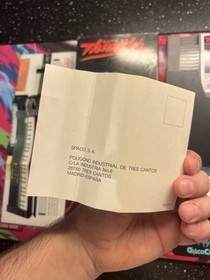 SPACO, S.A.
POLIGONO INDUSTRIAL DE TRES CANTOS
C/LA INDUSTRIA No.6
28760 TRES CANTOS
MADRID-ESPAÑA